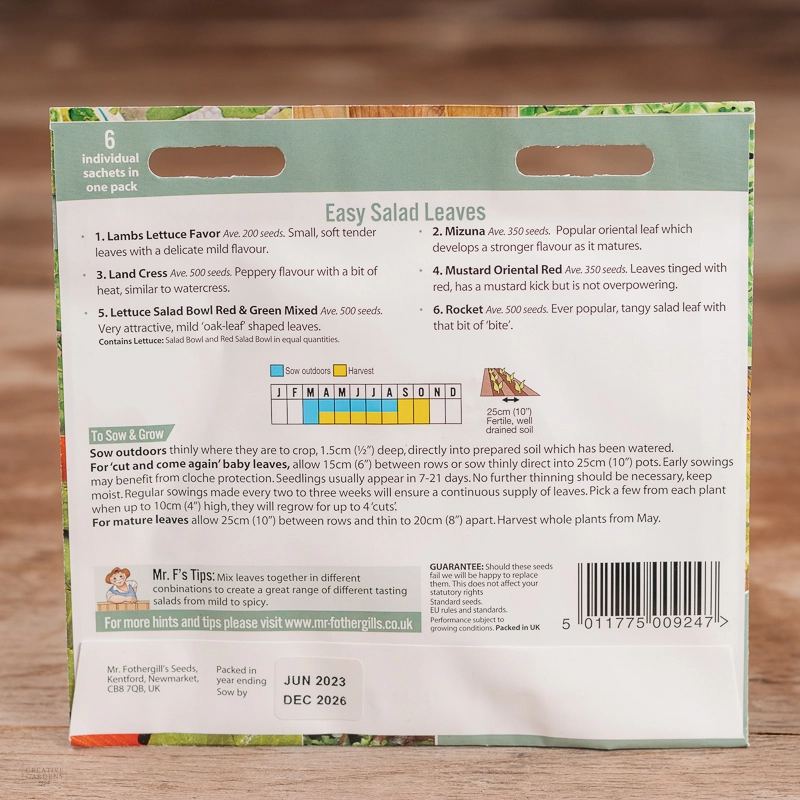 6
individual
sachets in
one pack
Easy Salad Leaves
1. Lambs Lettuce Favor Ave. 200 seeds. Small, soft tender
leaves with a delicate mild flavour.
2. Mizuna Ave. 350 seeds. Popular oriental leaf which
develops a stronger flavour as it matures.
3. Land Cress Ave. 500 seeds. Peppery flavour with a bit of
heat, similar to watercress.
4. Mustard Oriental Red Ave. 350 seeds. Leaves tinged with
red, has a mustard kick but is not overpowering.
5. Lettuce Salad Bowl Red & Green Mixed Ave. 500 seeds.
Very attractive, mild 'oak-leaf' shaped leaves.
Contains Lettuce: Salad Bowl and Red Salad Bowl in equal quantities.
6. Rocket Ave. 500 seeds. Ever popular, tangy salad leaf with
that bit of 'bite'.
Sow outdoors Harvest
J F M A M J J A S O N D
25cm (10")
Fertile, well
drained soil
To Sow & Grow
Sow outdoors thinly where they are to crop, 1.5cm (½") deep, directly into prepared soil which has been watered.
For 'cut and come again' baby leaves, allow 15cm (6") between rows or sow thinly direct into 25cm (10") pots. Early sowings
may benefit from cloche protection. Seedlings usually appear in 7-21 days. No further thinning should be necessary, keep
moist. Regular sowings made every two to three weeks will ensure a continuous supply of leaves. Pick a few from each plant
when up to 10cm (4") high, they will regrow for up to 4 'cuts'.
For mature leaves allow 25cm (10") between rows and thin to 20cm (8") apart. Harvest whole plants from May.
Mr. F's Tips: Mix leaves together in different
combinations to create a great range of different tasting
salads from mild to spicy.
For more hints and tips please visit www.mr-fothergills.co.uk
GUARANTEE: Should these seeds
fail we will be happy to replace
them. This does not affect your
statutory rights
Standard seeds.
EU rules and standards.
Performance subject to
growing conditions. Packed in UK
5 011775 009247 >
Mr. Fothergill's Seeds,
Kentford, Newmarket,
CB8 7QB, UK
Packed in
year ending
Sow by
JUN 2023
DEC 2026
CREATIVE
GARDENS